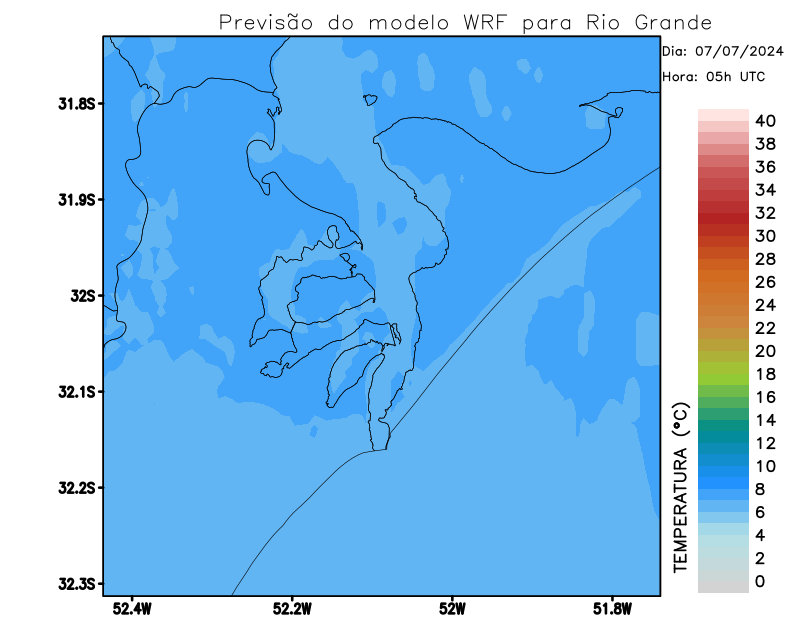 Previsão do modelo WRF para Rio Grande
Dia: 07/07/2024
Hora: 05h UTC
31.8S
31.9S
32S
32.1S
32.2S
32.3S
52.4W
52.2W
52W
51.8W
TEMPERATURA (°C)
40
38
36
34
32
30
28
26
24
22
20
18
16
14
12
10
8
6
4
2
0